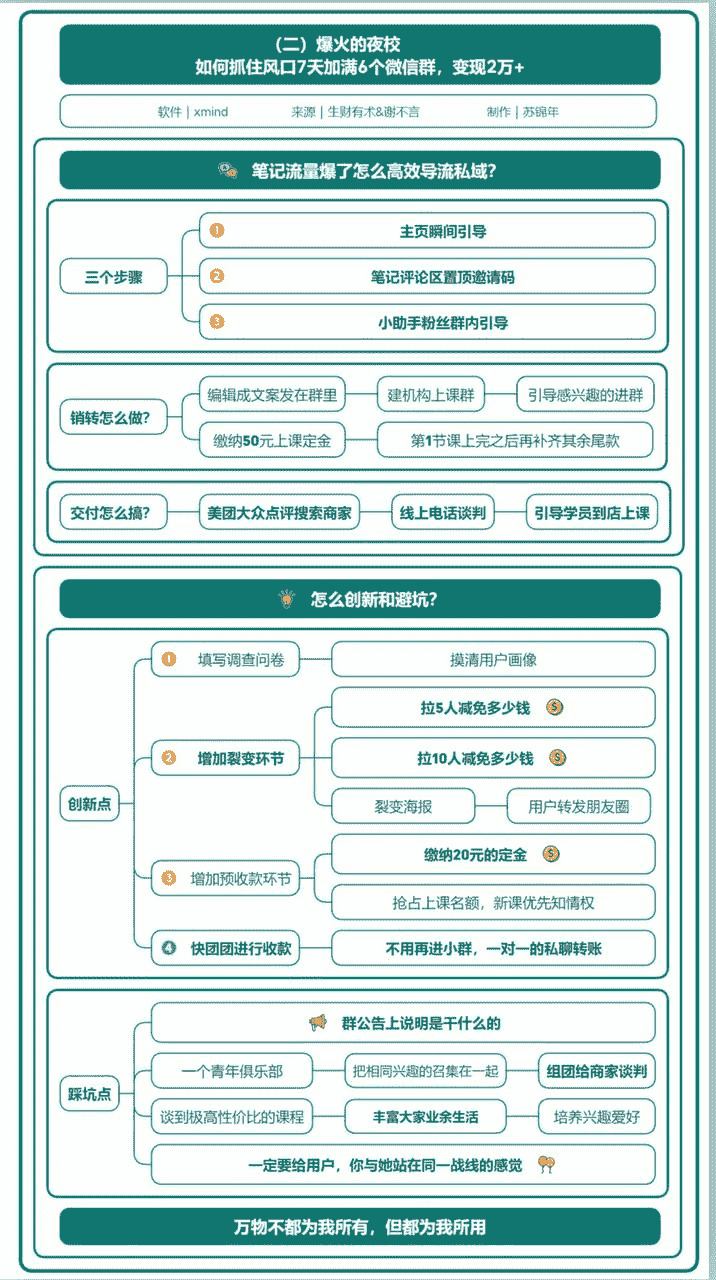 （二）爆火的夜校
如何抓住风口7天加满6个微信群，变现2万+
软件｜xmind
来源｜生财有术&谢不言
制作｜苏锦年
笔记流量爆了怎么高效导流私域？
三个步骤
1 主页瞬间引导
2 笔记评论区置顶邀请码
3 小助手粉丝群内引导
销转怎么做？
编辑成文案发在群里
建机构上课群
引导感兴趣的进群
缴纳50元上课定金
第1节课上完之后再补齐其余尾款
交付怎么搞？
美团大众点评搜索商家
线上电话谈判
引导学员到店上课
怎么创新和避坑？
创新点
1 填写调查问卷
摸清用户画像
2 增加裂变环节
拉5人减免多少钱
拉10人减免多少钱
裂变海报
用户转发朋友圈
3 增加预收款环节
缴纳20元的定金
抢占上课名额，新课优先知情权
4 快团团进行收款
不用再进小群，一对一的私聊转账
踩坑点
群公告上说明是干什么的
一个青年俱乐部
把相同兴趣的召集在一起
组团给商家谈判
谈到极高性价比的课程
丰富大家业余生活
培养兴趣爱好
一定要给用户，你与她站在同一战线的感觉
万物不都为我所有，但都为我所用